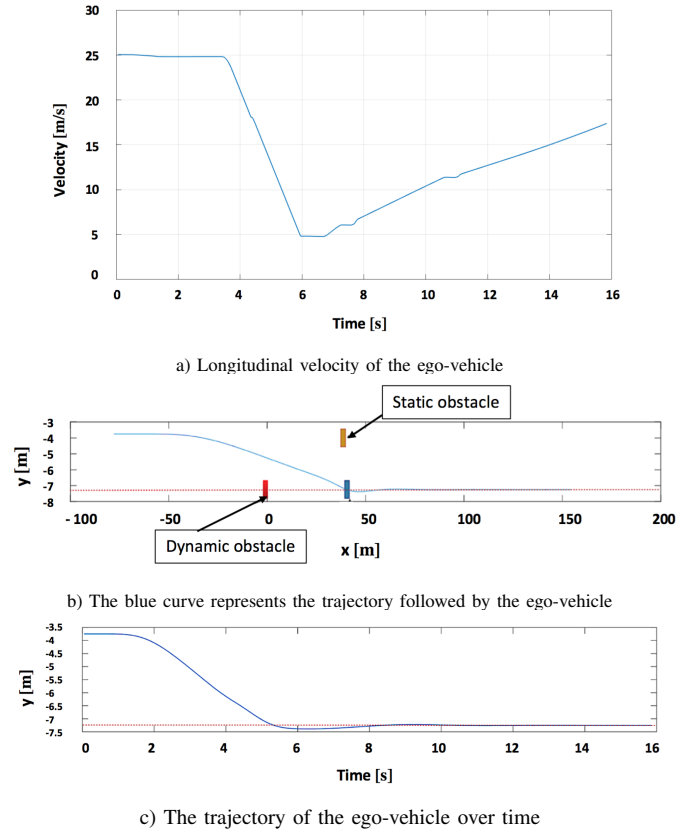 30
25
20
15
10
5
0
Velocity [m/s]
0 2 4 6 8 10 12 14 16
Time [s]
a) Longitudinal velocity of the ego-vehicle
Static obstacle
-3
-4
-5
-6
-7
-8
y [m]
-100 -50 0 50 100 150 200
Dynamic obstacle
x [m]
b) The blue curve represents the trajectory followed by the ego-vehicle
-3.5
-4
-4.5
-5
-5.5
-6
-6.5
-7
-7.5
y [m]
0 2 4 6 8 10 12 14 16
Time [s]
c) The trajectory of the ego-vehicle over time